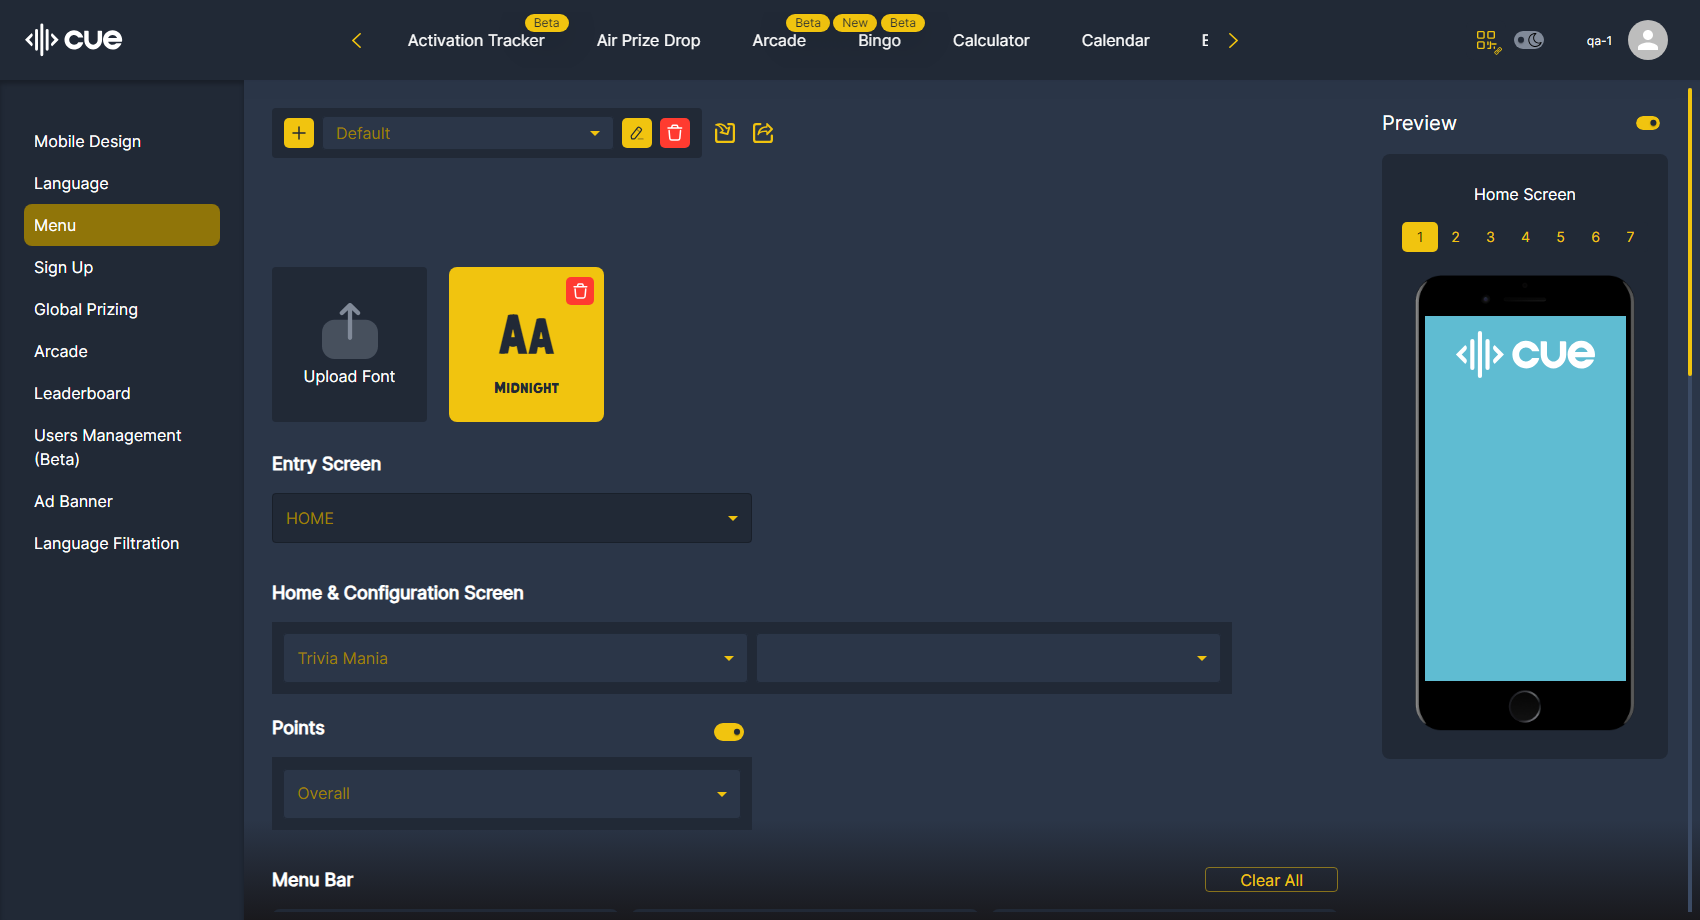 cue
Beta
Beta
New
Beta
Activation Tracker
Air Prize Drop
Arcade
Bingo
Calculator
Calendar
qa-1
Mobile Design
Language
Menu
Sign Up
Global Prizing
Arcade
Leaderboard
Users Management
(Beta)
Ad Banner
Language Filtration
Default
Upload Font
AA
MIDNIGHT
Entry Screen
HOME
Home & Configuration Screen
Trivia Mania
Points
Overall
Menu Bar
Clear All
Preview
Home Screen
1 2 3 4 5 6 7
cue